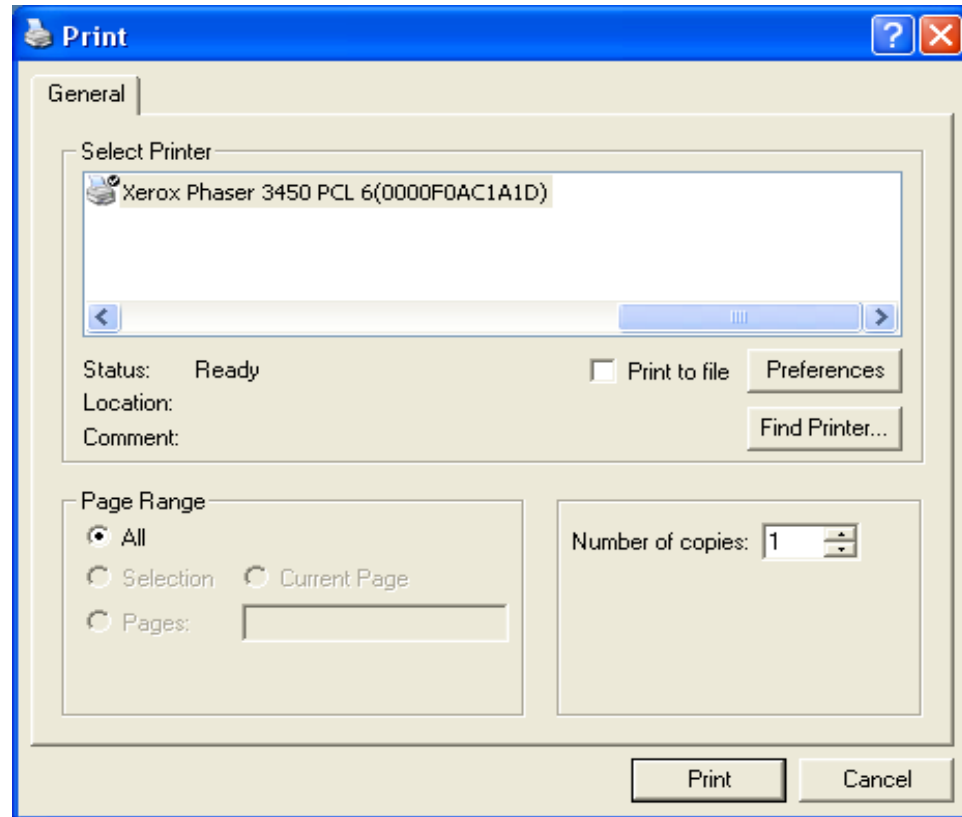 Print
General
Select Printer
Xerox Phaser 3450 PCL 6(0000F0AC1A1D)
Status: Ready
Print to file
Preferences
Location:
Comment:
Find Printer...
Page Range
All
Number of copies: 1
Selection Current Page
Pages:
Print Cancel